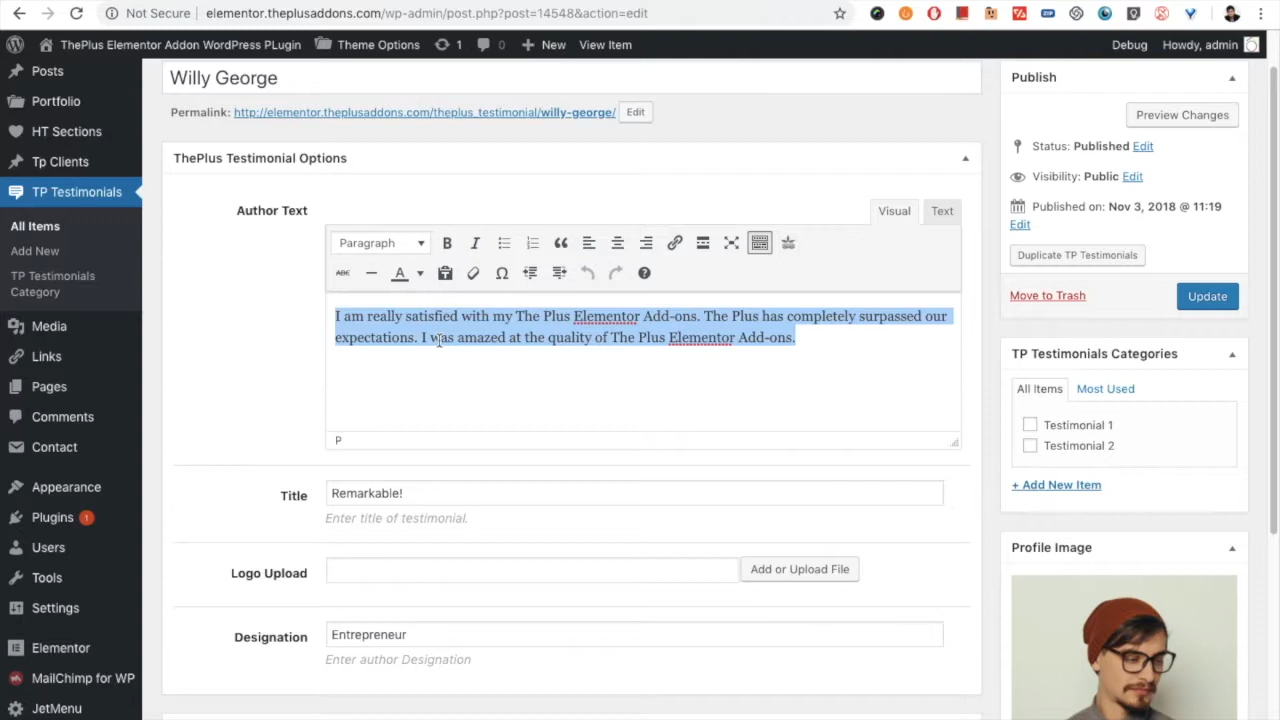 Not Secure elementor.theplusaddons.com/wp-admin/post.php?post=14548&action=edit
ThePlus Elementor Addon WordPress Plugin Theme Options 1 0 New View Item Debug Howdy, admin
Posts
Portfolio
HT Sections
Tp Clients
TP Testimonials
All Items
Add New
TP Testimonials
Category
Media
Links
Pages
Comments
Contact
Appearance
Plugins 1
Users
Tools
Settings
Elementor
MailChimp for WP
JetMenu
Willy George
Permalink: http://elementor.theplusaddons.com/theplus_testimonial/willy-george/ Edit
ThePlus Testimonial Options
Author Text
Visual Text
Paragraph B I
ABC A
I am really satisfied with my The Plus Elementor Add-ons. The Plus has completely surpassed our
expectations. I was amazed at the quality of The Plus Elementor Add-ons.
P
Title Remarkable!
Enter title of testimonial.
Logo Upload Add or Upload File
Designation Entrepreneur
Enter author Designation
Publish
Preview Changes
Status: Published Edit
Visibility: Public Edit
Published on: Nov 3, 2018 @ 11:19
Edit
Duplicate TP Testimonials
Move to Trash Update
TP Testimonials Categories
All Items Most Used
Testimonial 1
Testimonial 2
+ Add New Item
Profile Image